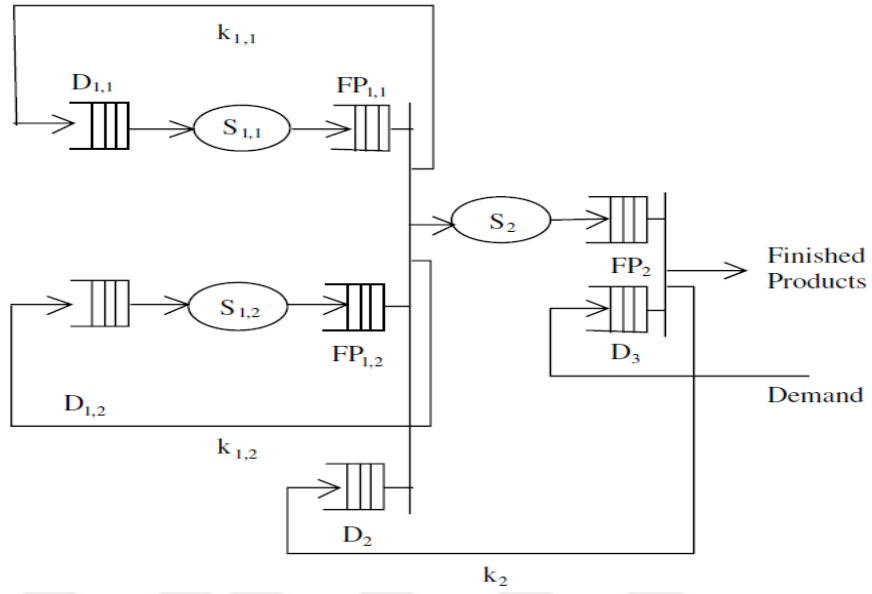 k1,1
D1,1
FP1,1
S1,1
S2
FP2
Finished
Products
S1,2
FP1,2
D3
D1,2
Demand
k1,2
D2
k2